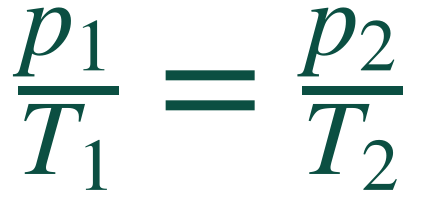 p₁/T₁ = p₂/T₂